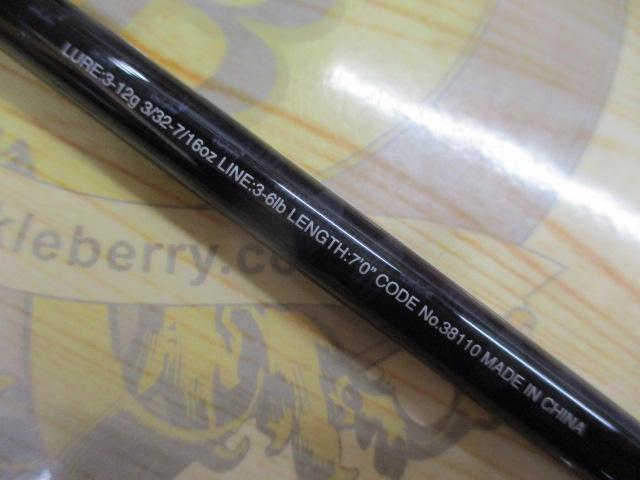 LURE:3-12g 3/32-7/16oz LINE:3-6lb LENGTH:7'0" CODE No.38110 MADE IN CHINA
kleberry.co